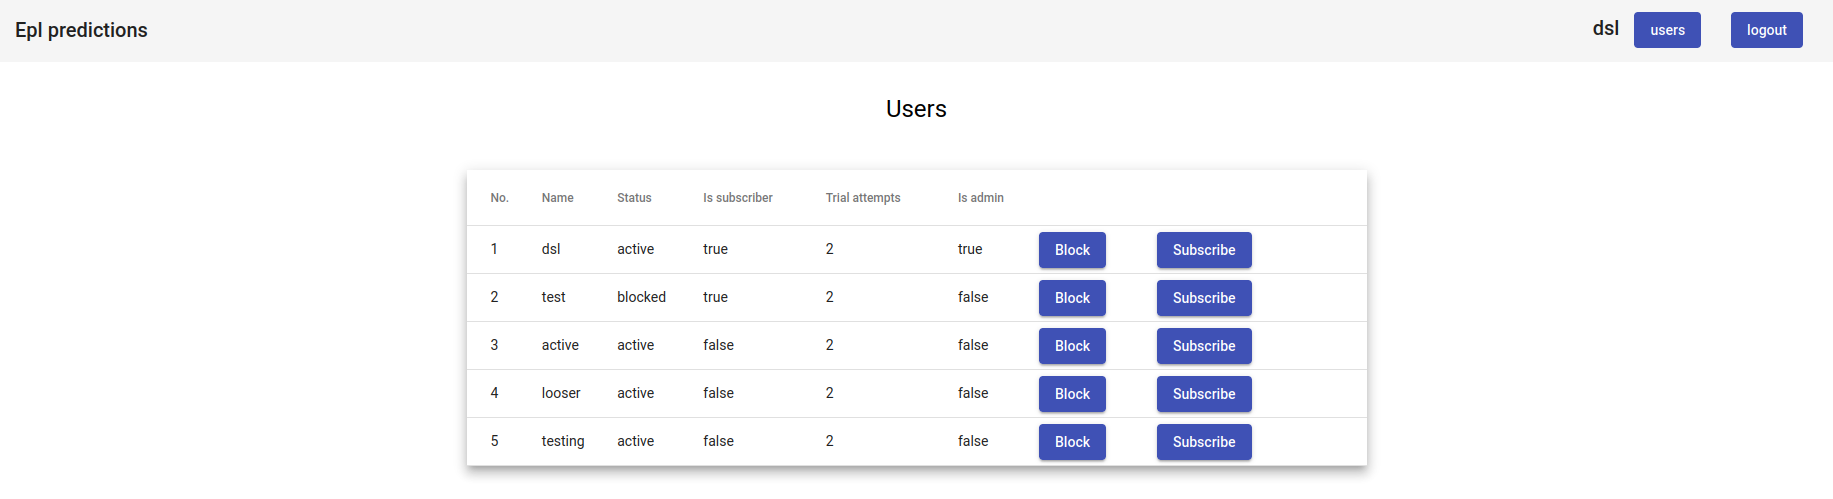 Epl predictions dsl users logout
Users
No. Name Status Is subscriber Trial attempts Is admin
1 dsl active true 2 true Block Subscribe
2 test blocked true 2 false Block Subscribe
3 active active false 2 false Block Subscribe
4 looser active false 2 false Block Subscribe
5 testing active false 2 false Block Subscribe